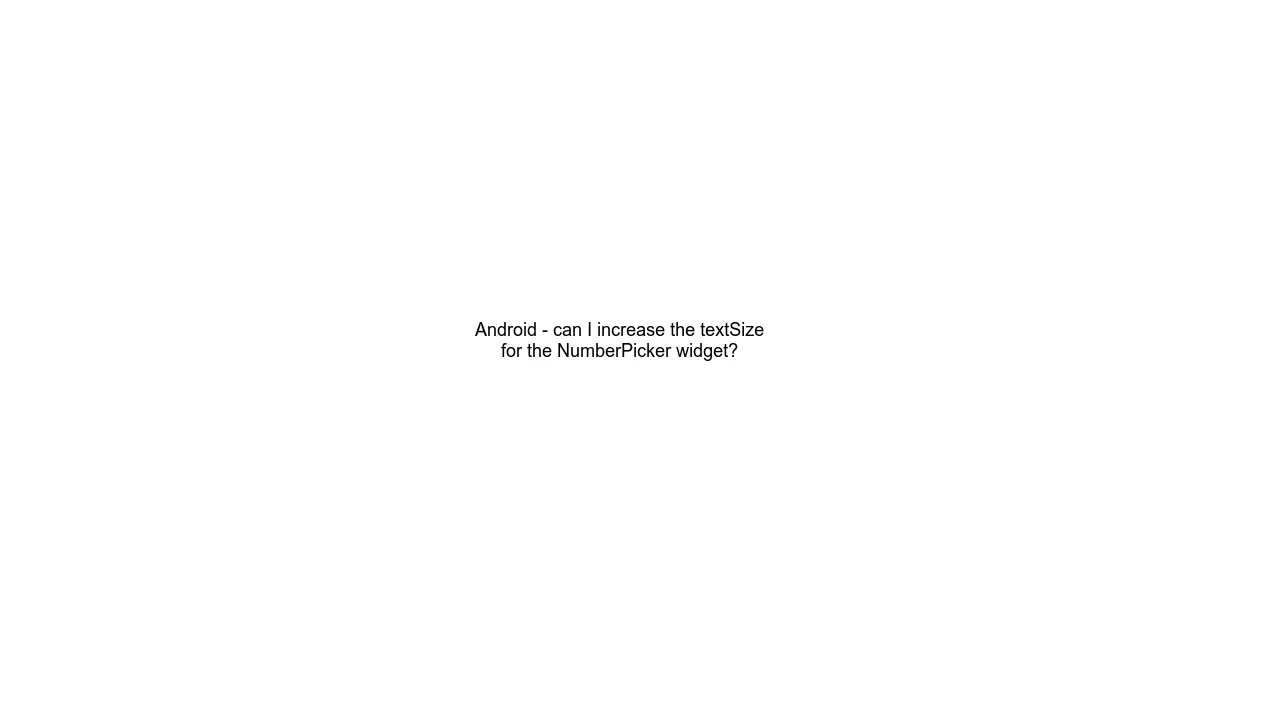 Android - can I increase the textSize
for the NumberPicker widget?